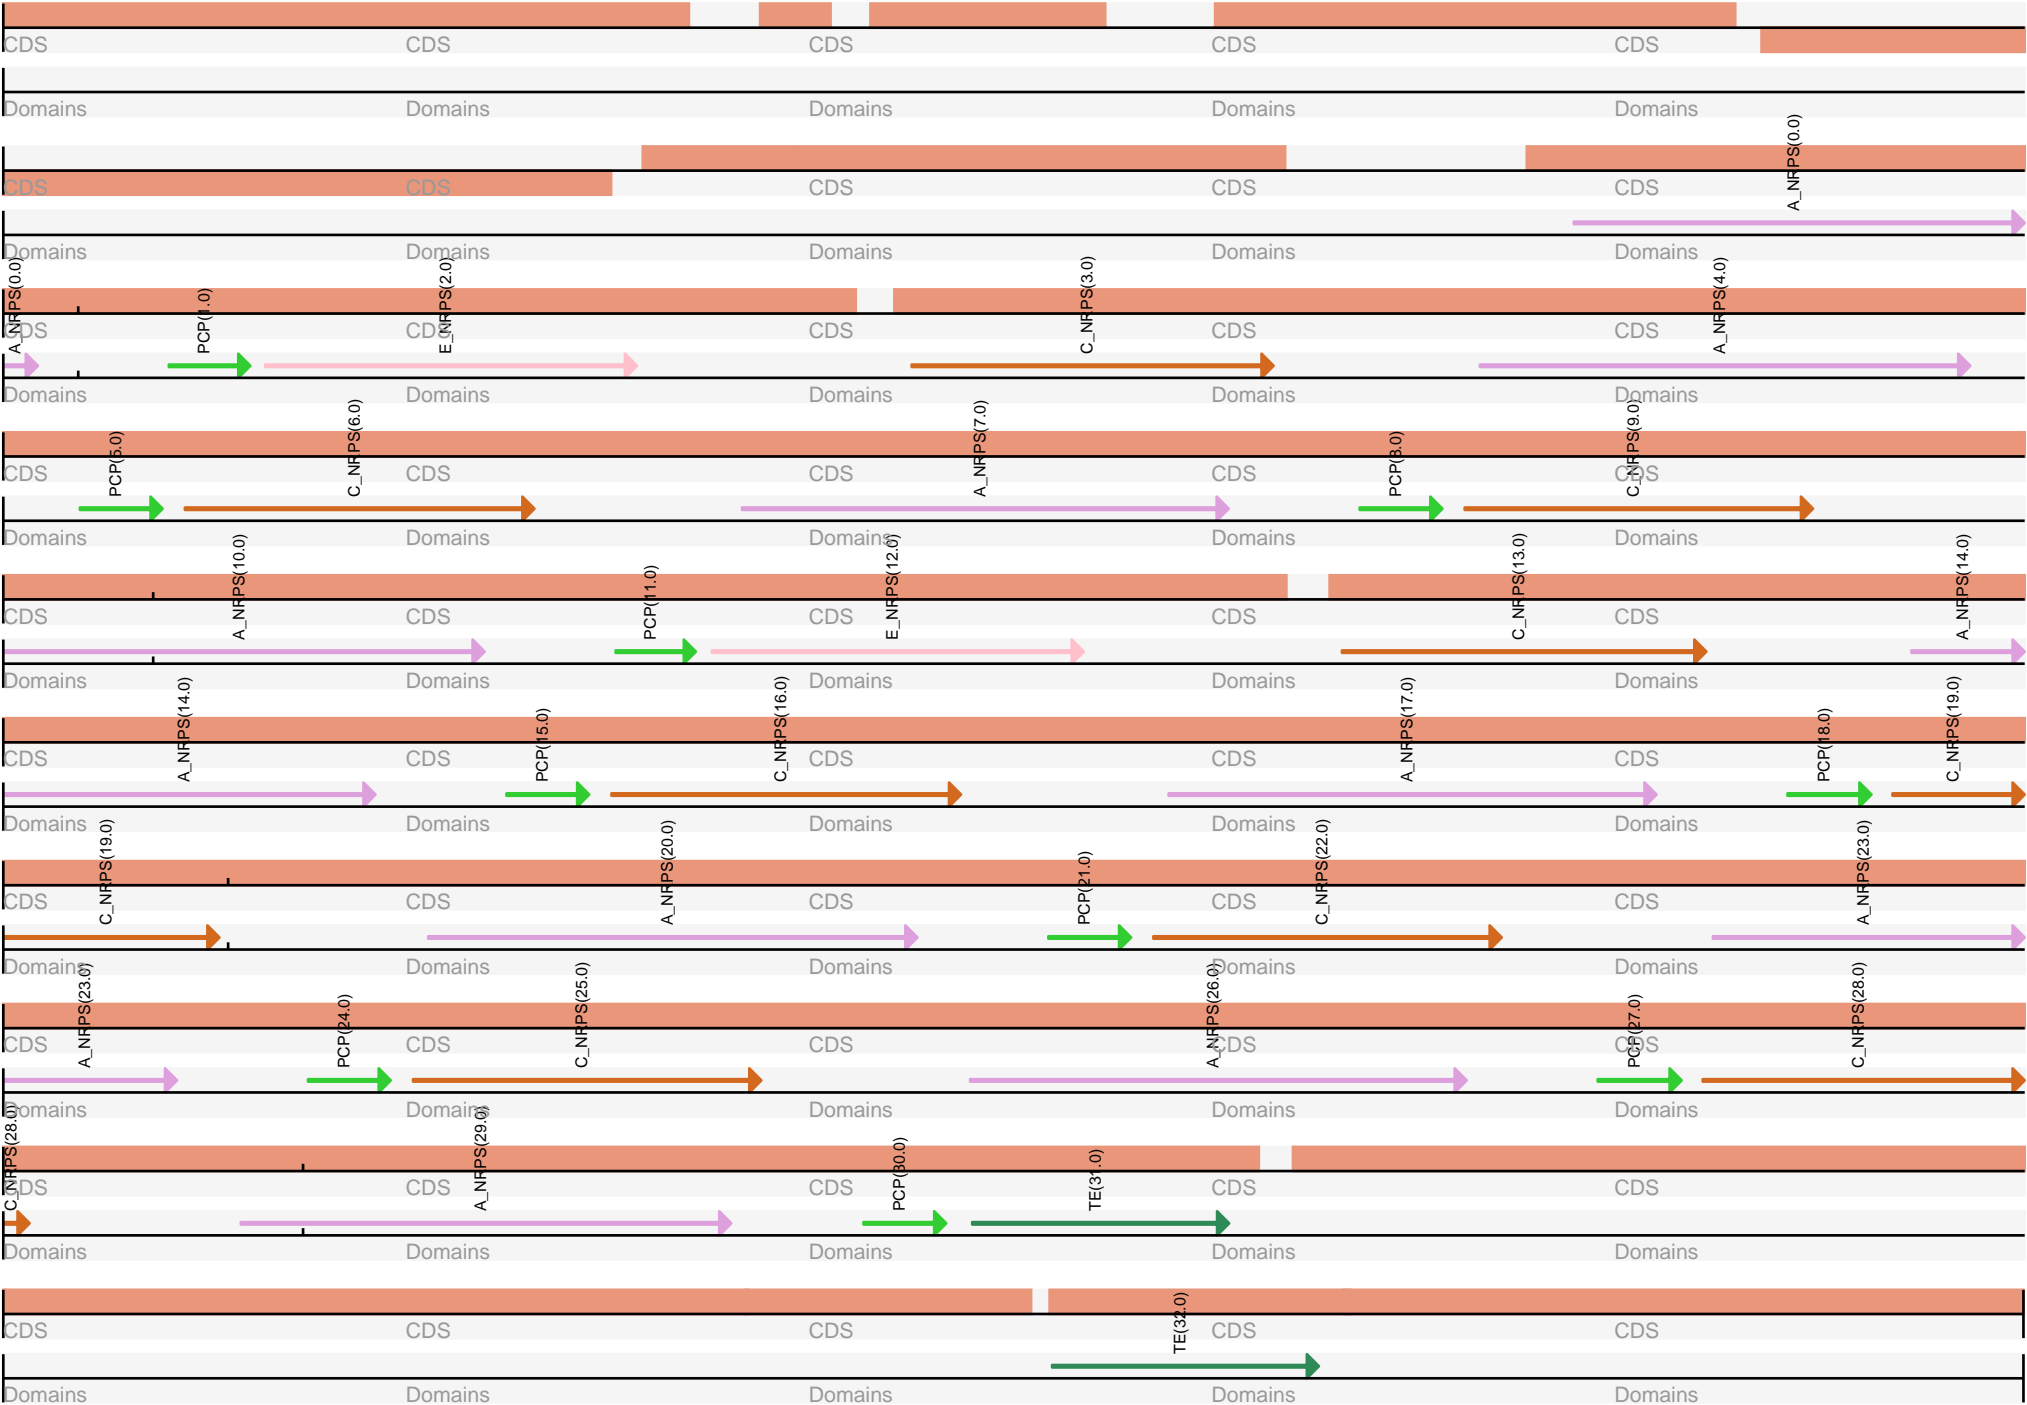 CDS CDS CDS CDS CDS
Domains Domains Domains Domains Domains
A_NRPS(0.0)
CDS CDS CDS CDS CDS
Domains Domains Domains Domains Domains
A_NRPS(0.0) PCP(1.0) E_NRPS(2.0) C_NRPS(3.0) A_NRPS(4.0)
CDS CDS CDS CDS CDS
Domains Domains Domains Domains Domains
PCP(5.0) C_NRPS(6.0) A_NRPS(7.0) PCP(8.0) C_NRPS(9.0)
CDS CDS CDS CDS CDS
Domains Domains Domains Domains Domains
A_NRPS(10.0) PCP(11.0) E_NRPS(12.0) C_NRPS(13.0) A_NRPS(14.0)
CDS CDS CDS CDS CDS
Domains Domains Domains Domains Domains
A_NRPS(14.0) PCP(15.0) C_NRPS(16.0) A_NRPS(17.0) PCP(18.0) C_NRPS(19.0)
CDS CDS CDS CDS CDS
Domains Domains Domains Domains Domains
C_NRPS(19.0) A_NRPS(20.0) PCP(21.0) C_NRPS(22.0) A_NRPS(23.0)
CDS CDS CDS CDS CDS
Domains Domains Domains Domains Domains
A_NRPS(23.0) PCP(24.0) C_NRPS(25.0) A_NRPS(26.0) PCP(27.0) C_NRPS(28.0)
CDS CDS CDS CDS CDS
Domains Domains Domains Domains Domains
C_NRPS(28.0) A_NRPS(29.0) PCP(30.0) TE(31.0)
CDS CDS CDS CDS CDS
Domains Domains Domains Domains Domains
TE(32.0)
CDS CDS CDS CDS CDS
Domains Domains Domains Domains Domains